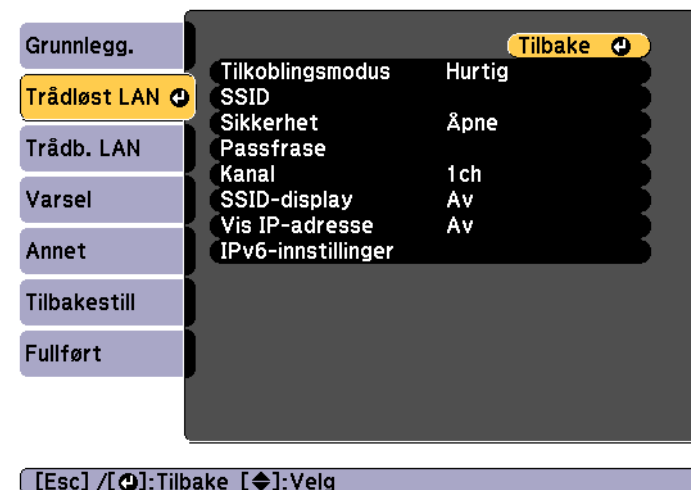 Grunnlegg.
Trådløst LAN
Trådb. LAN
Varsel
Annet
Tilbakestill
Fullført
Tilbake
Tilkoblingsmodus Hurtig
SSID
Sikkerhet Åpne
Passfrase
Kanal 1ch
SSID-display Av
Vis IP-adresse Av
IPv6-innstillinger
[Esc] /[⏎]:Tilbake [◆]:Velg